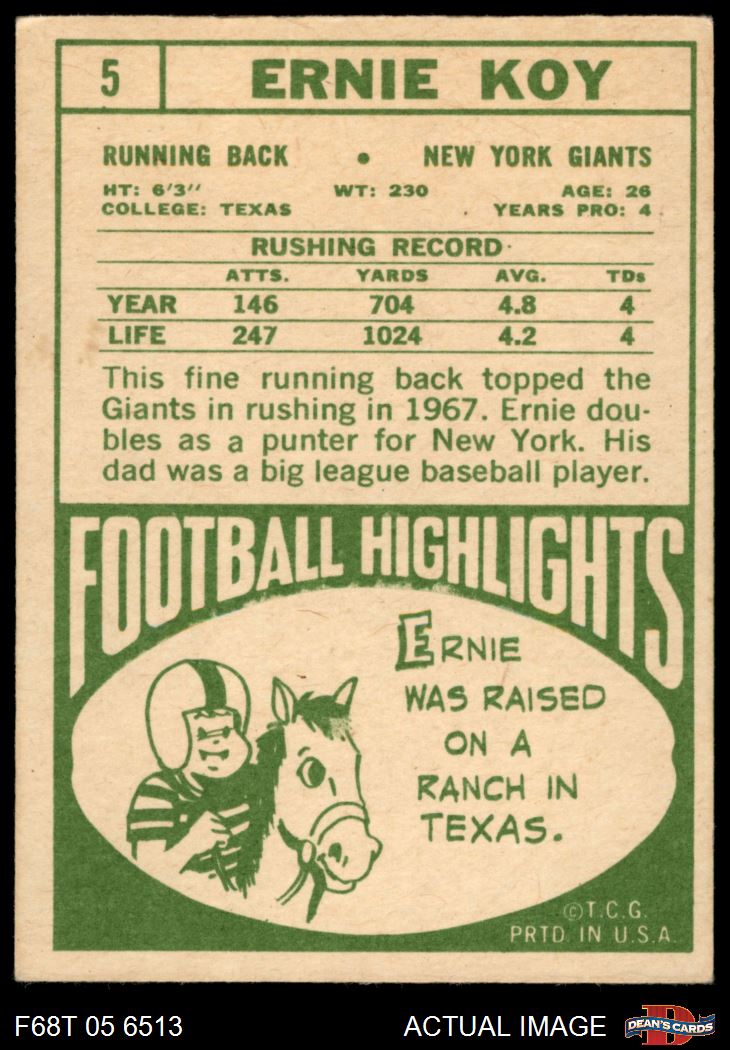 5 ERNIE KOY
RUNNING BACK • NEW YORK GIANTS
HT: 6'3" WT: 230 AGE: 26
COLLEGE: TEXAS YEARS PRO: 4
RUSHING RECORD
ATTS. YARDS AVG. TDs
YEAR 146 704 4.8 4
LIFE 247 1024 4.2 4
This fine running back topped the
Giants in rushing in 1967. Ernie dou-
bles as a punter for New York. His
dad was a big league baseball player.
FOOTBALL HIGHLIGHTS
ERNIE
WAS RAISED
ON A
RANCH IN
TEXAS.
©T.C.G.
PRTD IN U.S.A.
F68T 05 6513 ACTUAL IMAGE D DEAN'S CARDS